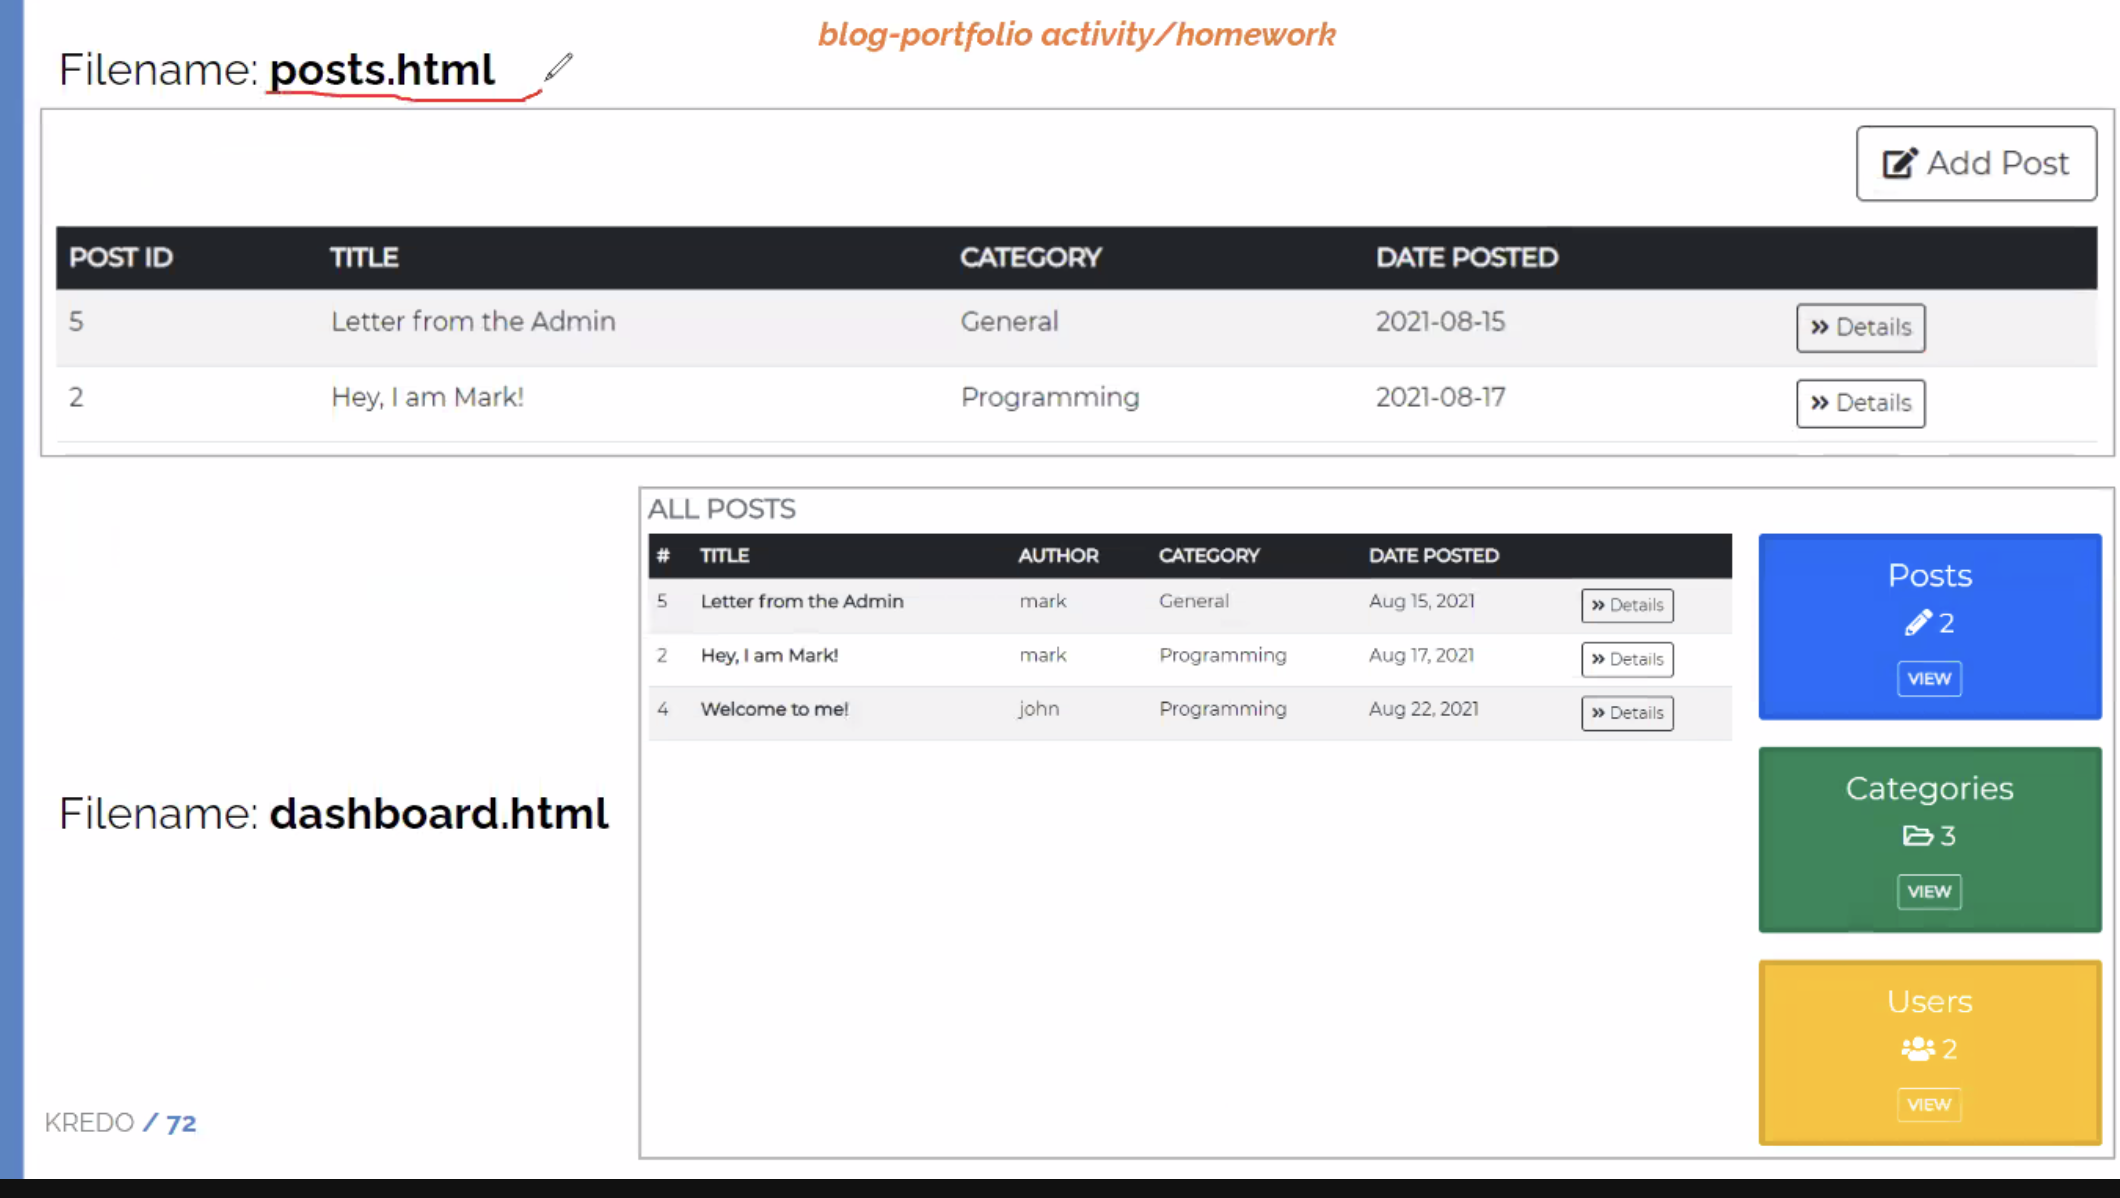 blog-portfolio activity/homework
Filename: posts.html
Add Post
POST ID TITLE CATEGORY DATE POSTED
5 Letter from the Admin General 2021-08-15 » Details
2 Hey, I am Mark! Programming 2021-08-17 » Details
Filename: dashboard.html
ALL POSTS
# TITLE AUTHOR CATEGORY DATE POSTED
5 Letter from the Admin mark General Aug 15, 2021 » Details
2 Hey, I am Mark! mark Programming Aug 17, 2021 » Details
4 Welcome to me! john Programming Aug 22, 2021 » Details
Posts
2
VIEW
Categories
3
VIEW
Users
2
VIEW
KREDO / 72